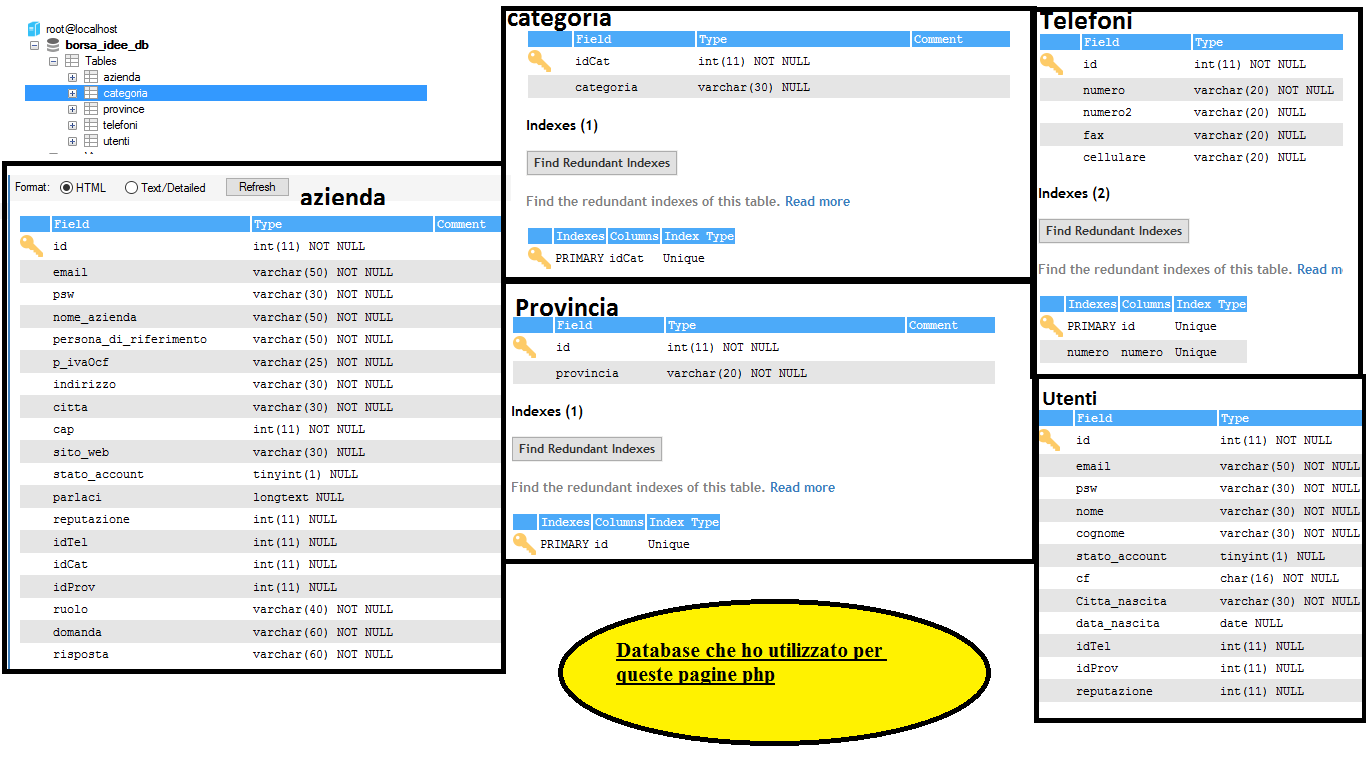 root@localhost
borsa_idee_db
Tables
azienda
categoria
province
telefoni
utenti
Format: HTML Text/Detailed Refresh
azienda
Field Type Comment
id int(11) NOT NULL
email varchar(50) NOT NULL
psw varchar(30) NOT NULL
nome_azienda varchar(50) NOT NULL
persona_di_riferimento varchar(50) NOT NULL
p_ivaOcf varchar(25) NOT NULL
indirizzo varchar(30) NOT NULL
citta varchar(30) NOT NULL
cap int(11) NOT NULL
sito_web varchar(30) NULL
stato_account tinyint(1) NULL
parlaci longtext NULL
reputazione int(11) NULL
idTel int(11) NULL
idCat int(11) NULL
idProv int(11) NULL
ruolo varchar(40) NOT NULL
domanda varchar(60) NOT NULL
risposta varchar(60) NOT NULL
categoria
Field Type Comment
idCat int(11) NOT NULL
categoria varchar(30) NULL
Indexes (1)
Find Redundant Indexes
Find the redundant indexes of this table. Read more
Indexes Columns Index Type
PRIMARY idCat Unique
Provincia
Field Type Comment
id int(11) NOT NULL
provincia varchar(20) NOT NULL
Indexes (1)
Find Redundant Indexes
Find the redundant indexes of this table. Read more
Indexes Columns Index Type
PRIMARY id Unique
Telefoni
Field Type
id int(11) NOT NULL
numero varchar(20) NOT NULL
numero2 varchar(20) NULL
fax varchar(20) NULL
cellulare varchar(20) NULL
Indexes (2)
Find Redundant Indexes
Find the redundant indexes of this table. Read m
Indexes Columns Index Type
PRIMARY id Unique
numero numero Unique
Utenti
Field Type
id int(11) NOT NULL
email varchar(50) NOT NULL
psw varchar(30) NOT NULL
nome varchar(30) NOT NULL
cognome varchar(30) NOT NULL
stato_account tinyint(1) NULL
cf char(16) NOT NULL
Citta_nascita varchar(30) NOT NULL
data_nascita date NULL
idTel int(11) NULL
idProv int(11) NULL
reputazione int(11) NULL
Database che ho utilizzato per
queste pagine php